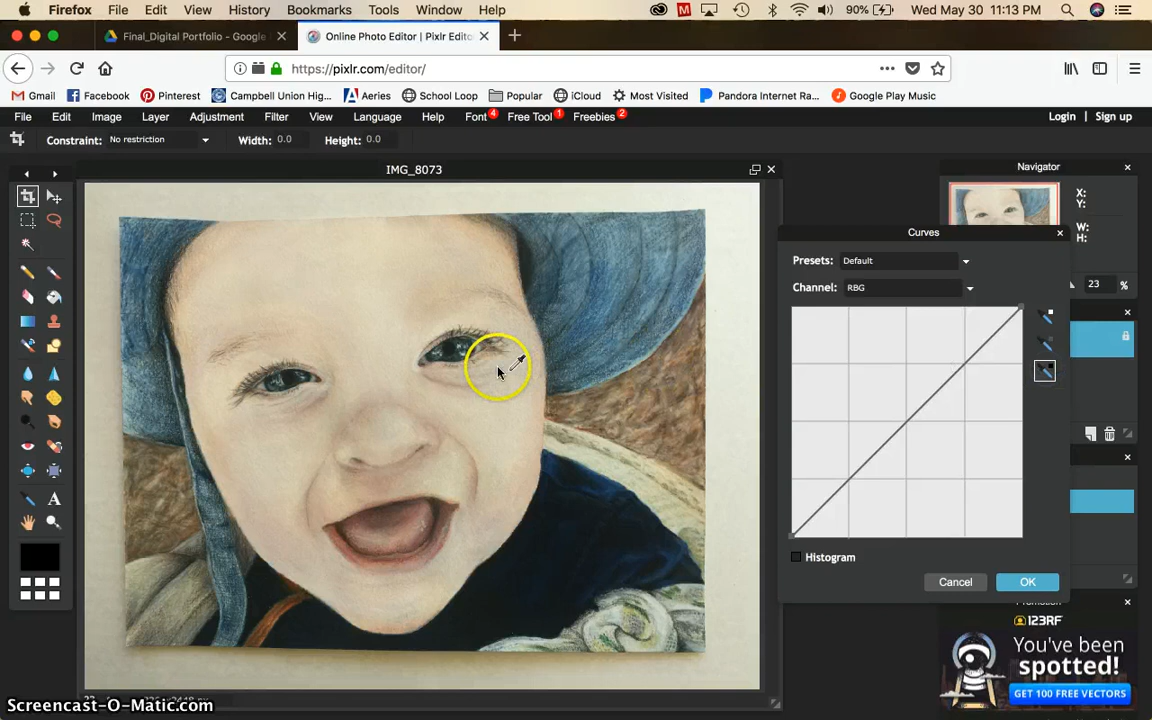 Firefox File Edit View History Bookmarks Tools Window Help 90% Wed May 30 11:13 PM
Final_Digital Portfolio - Google
Online Photo Editor | Pixlr Edito
https://pixlr.com/editor/
Gmail Facebook Pinterest Campbell Union Hig... Aeries School Loop Popular iCloud Most Visited Pandora Internet Ra... Google Play Music
File Edit Image Layer Adjustment Filter View Language Help Font 4 Free Tool 1 Freebies 2 Login Sign up
Constraint: No restriction Width: 0.0 Height: 0.0
IMG_8073
Navigator
X:
Y:
W:
H:
23 %
Curves
Presets: Default
Channel: RBG
Histogram
Cancel OK
123RF
You've been
spotted!
GET 100 FREE VECTORS
A
Screencast-O-Matic.com